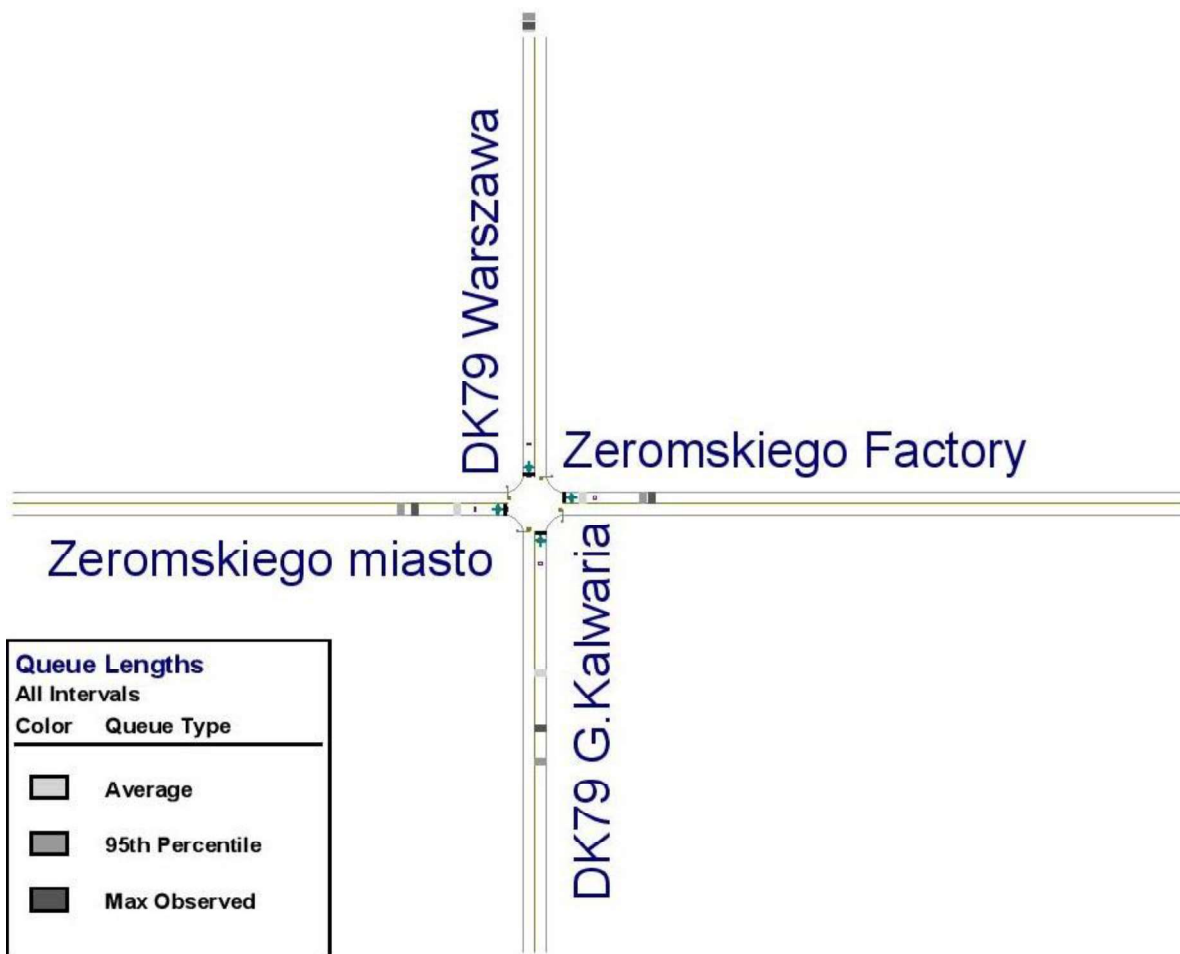 DK79 Warszawa
Zeromskiego Factory
Zeromskiego miasto
DK79 G.Kalwaria
Queue Lengths
All Intervals
Color Queue Type
Average
95th Percentile
Max Observed